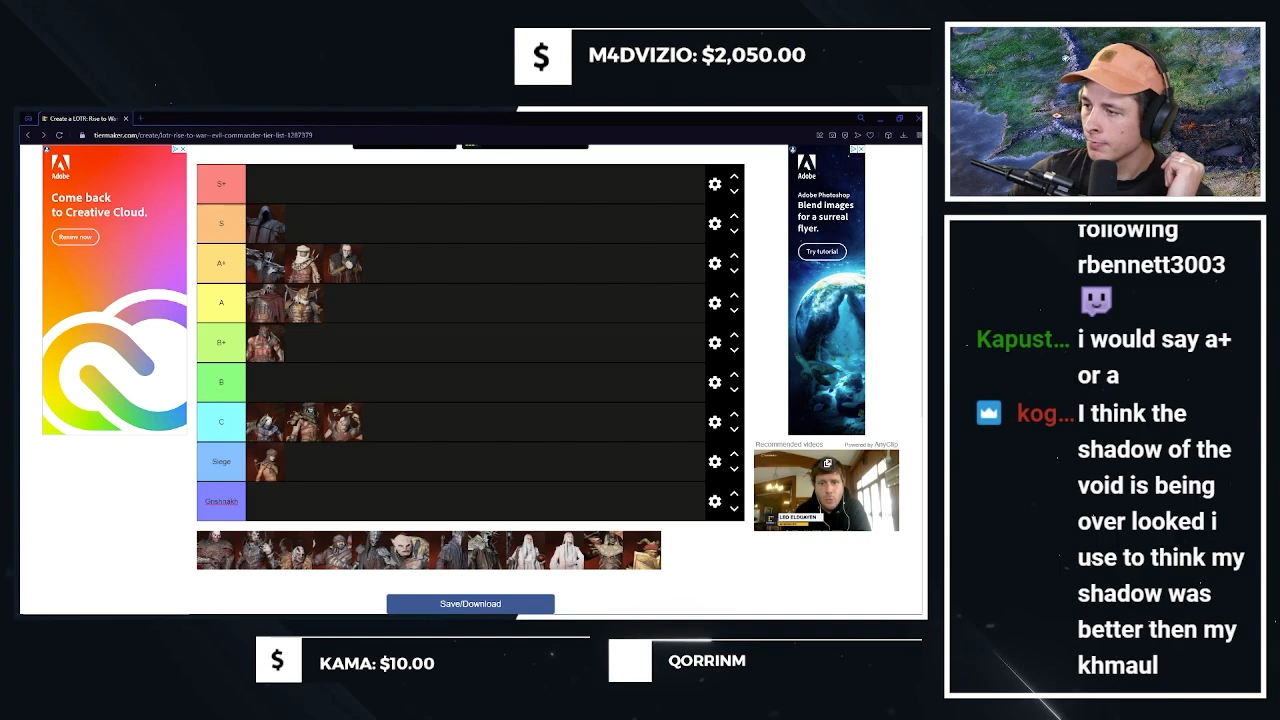 $
M4DVIZIO: $2,050.00
Create a LOTR: Rise to Wa
tiermaker.com/create/lotr-rise-to-war--evil-commander-tier-list-1287379
Adobe
Come back
to Creative Cloud.
Renew now
S+
S
A+
A
B+
B
C
Siege
Grishnakh
Adobe
Adobe Photoshop
Blend images
for a surreal
flyer.
Try tutorial
Recommended videos
Powered by AnyClip
LEO ELDUAYEN
Save/Download
$
KAMA: $10.00
QORRINM
following
rbennett3003
Kapust... i would say a+
or a
kog... I think the
shadow of the
void is being
over looked i
use to think my
shadow was
better then my
khmaul